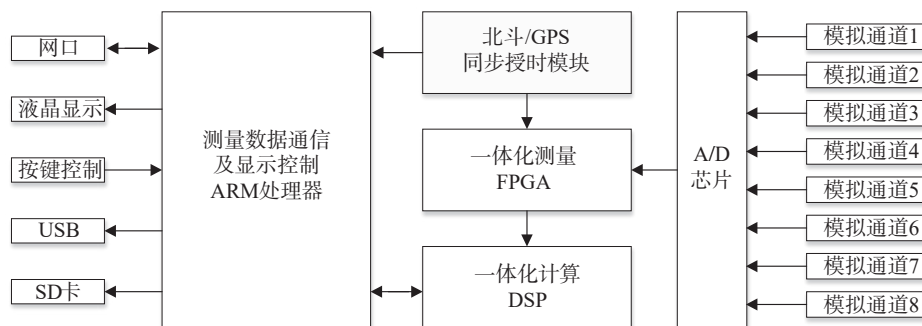 网口
液晶显示
按键控制
USB
SD卡
测量数据通信
及显示控制
ARM处理器
北斗/GPS
同步授时模块
一体化测量
FPGA
一体化计算
DSP
A/D
芯片
模拟通道1
模拟通道2
模拟通道3
模拟通道4
模拟通道5
模拟通道6
模拟通道7
模拟通道8